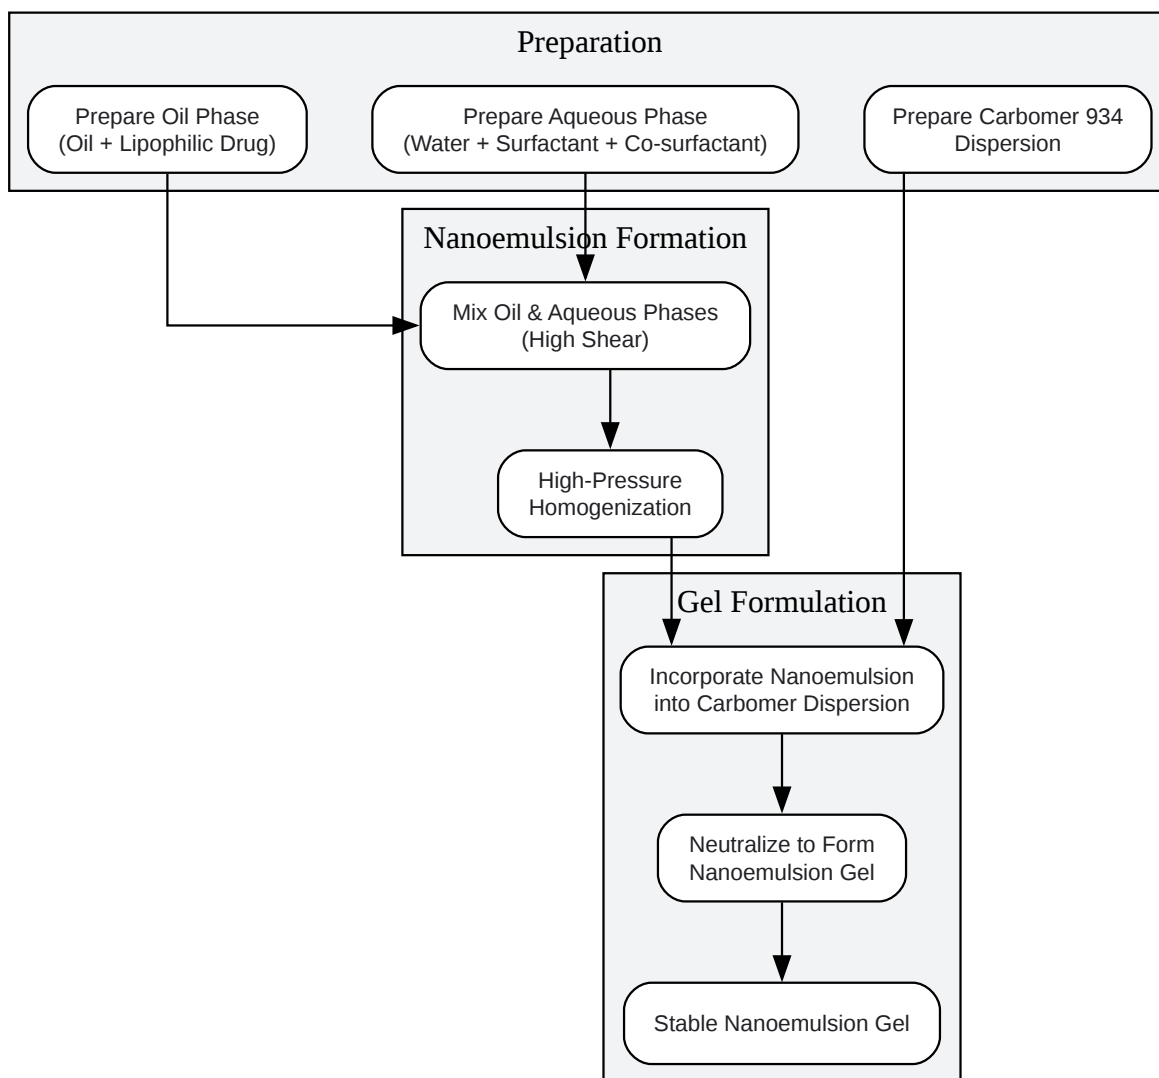 Preparation
Prepare Oil Phase
(Oil + Lipophilic Drug)
Prepare Aqueous Phase
(Water + Surfactant + Co-surfactant)
Prepare Carbomer 934
Dispersion
Nanoemulsion Formation
Mix Oil & Aqueous Phases
(High Shear)
High-Pressure
Homogenization
Gel Formulation
Incorporate Nanoemulsion
into Carbomer Dispersion
Neutralize to Form
Nanoemulsion Gel
Stable Nanoemulsion Gel